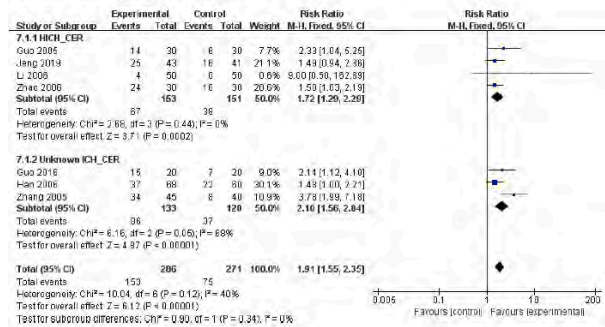 Experimental Control Risk Ratio Risk Ratio
Study or Subgroup Events Total Events Total Weight M-H, Fixed, 95% CI M-H, Fixed, 95% CI
7.1.1 HICH_CER
Guo 2005 14 30 6 30 7.7% 2.33 [1.04, 5.25]
Jeng 2019 25 43 16 41 21.1% 1.49 [0.94, 2.36]
Li 2008 4 50 0 50 0.6% 9.00 [0.50, 162.89]
Zhao 2006 24 30 16 30 20.6% 1.50 [1.03, 2.19]
Subtotal (95% CI) 153 151 50.0% 1.72 [1.29, 2.29]
Total events 67 38
Heterogeneity: Chi² = 2.68, df = 3 (P = 0.44); I² = 0%
Test for overall effect: Z = 3.71 (P = 0.0002)
7.1.2 Unknown ICH_CER
Guo 2016 15 20 7 20 9.0% 2.14 [1.12, 4.10]
Han 2006 37 68 22 60 30.1% 1.48 [1.00, 2.21]
Zhang 2005 34 45 8 40 3.78 [1.99, 7.18]
Subtotal (95% CI) 133 120 50.0% 2.10 [1.56, 2.84]
Total events 86 37
Heterogeneity: Chi² = 6.16, df = 2 (P = 0.05); I² = 68%
Test for overall effect: Z = 4.87 (P < 0.00001)
Total (95% CI) 286 271 100.0% 1.91 [1.55, 2.35]
Total events 153 75
Heterogeneity: Chi² = 10.04, df = 6 (P = 0.12); I² = 40%
Test for overall effect: Z = 6.12 (P < 0.00001)
Test for subgroup differences: Chi² = 0.90, df = 1 (P = 0.34), I² = 0%
0.005 0.1 1 10 200
Favours [control] Favours [experimental]